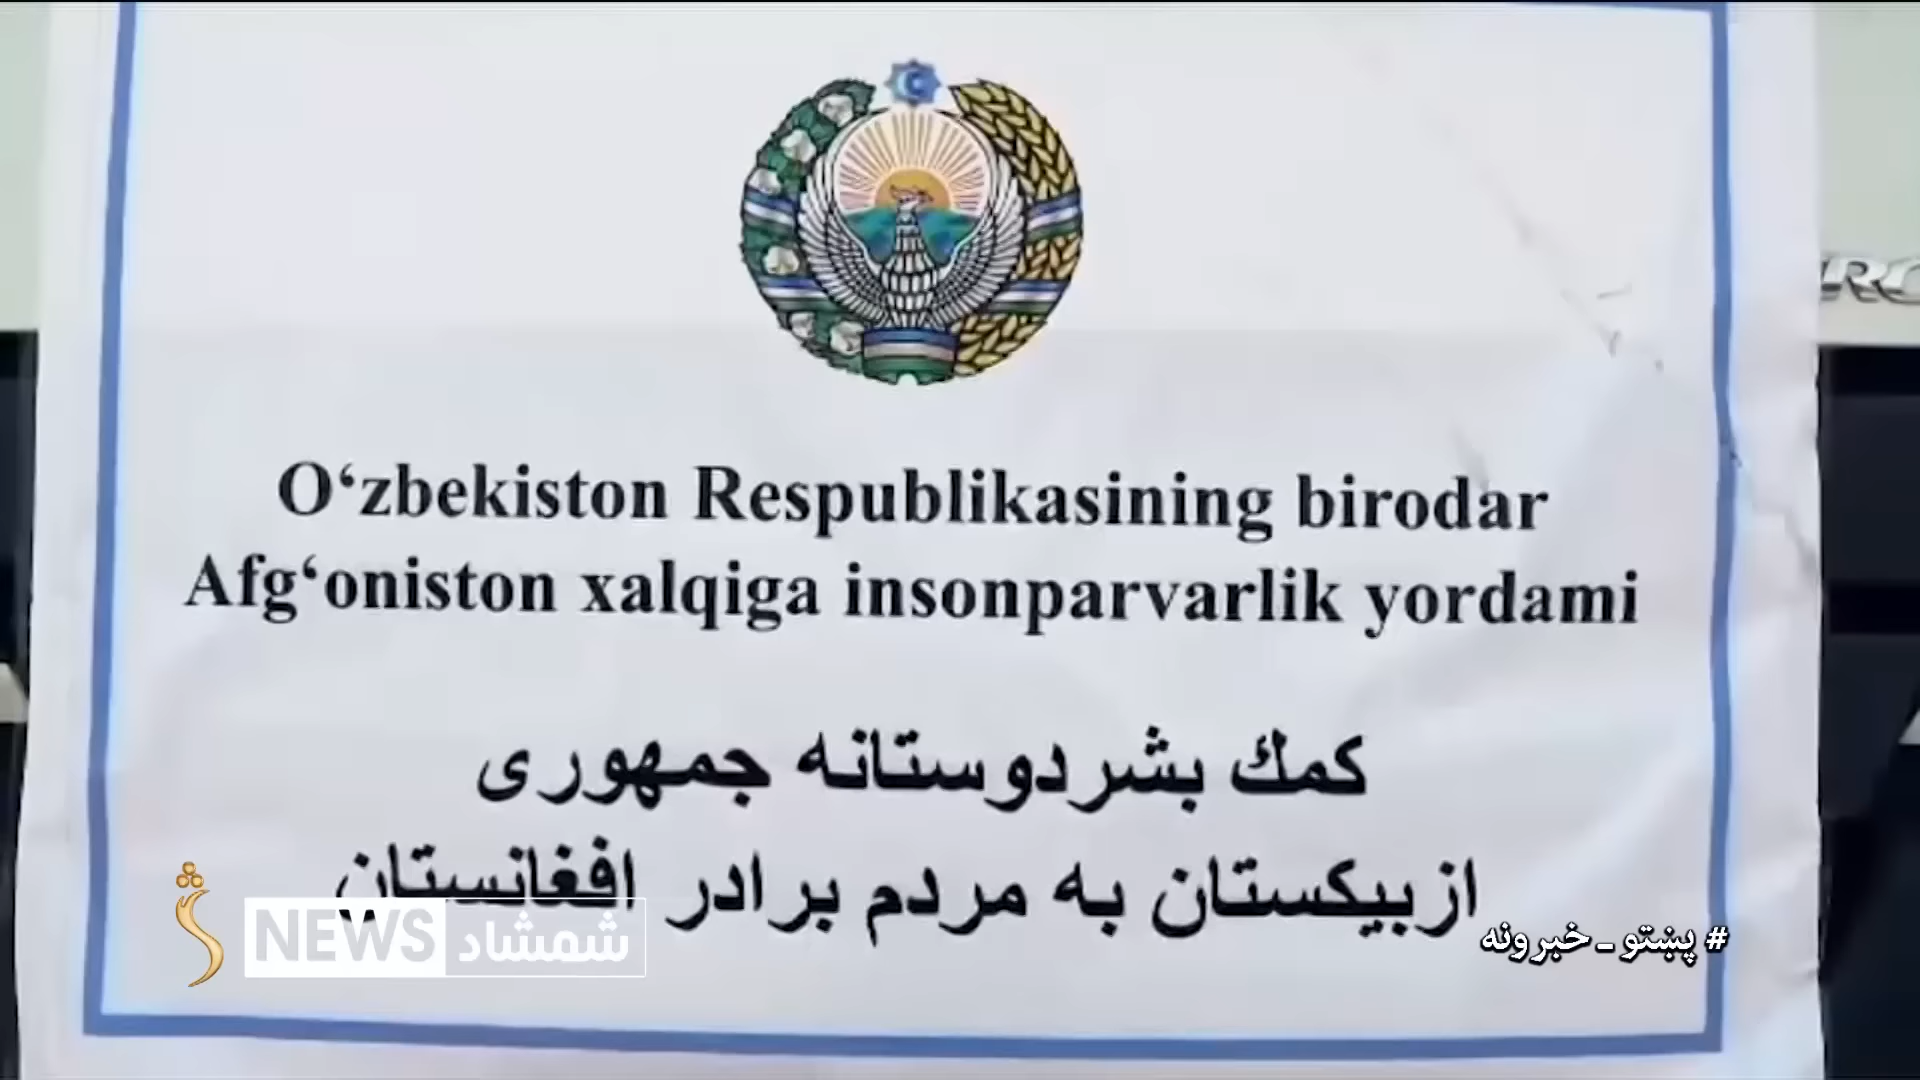 O‘zbekiston Respublikasining birodar
Afg‘oniston xalqiga insonparvarlik yordami
كمك بشردوستانه جمهوری
ازبیکستان به مردم برادر افغانستان
NEWS شمشاد
# پښتو ـ خبرونه